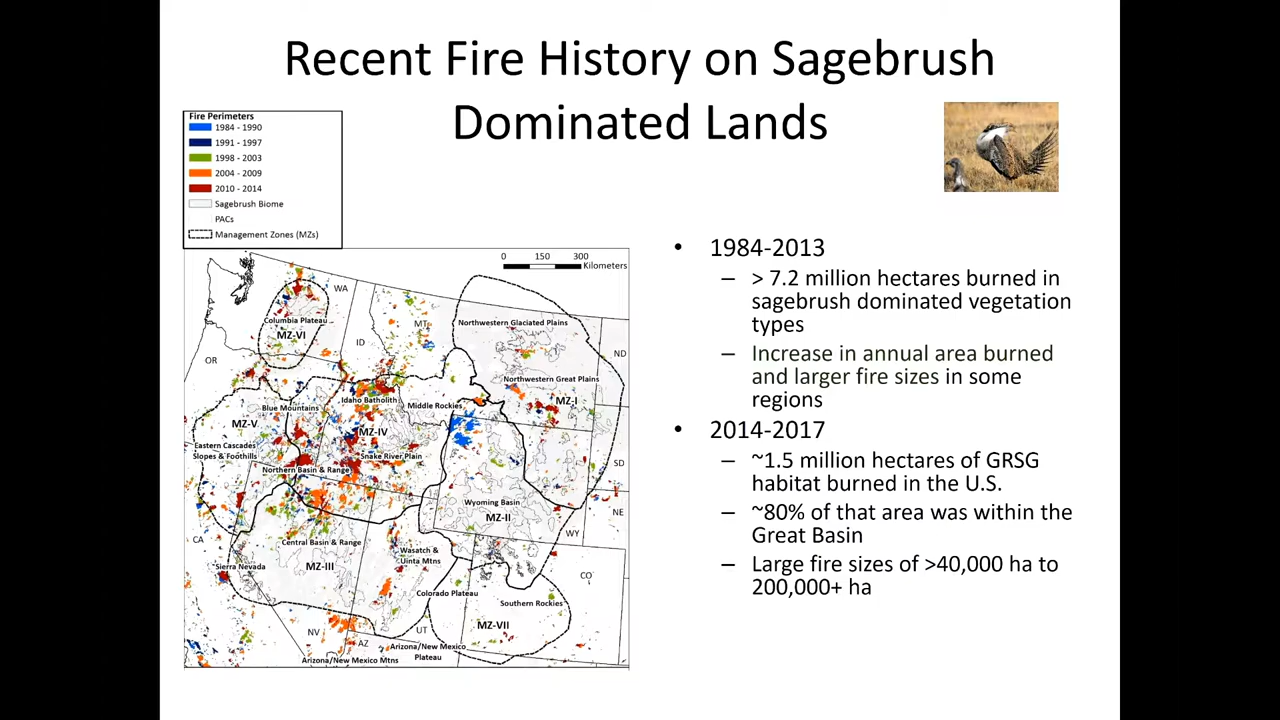 Recent Fire History on Sagebrush
Dominated Lands
Fire Perimeters
1984 - 1990
1991 - 1997
1998 - 2003
2004 - 2009
2010 - 2014
Sagebrush Biome
PACs
Management Zones (MZs)
0 150 300
Kilometers
WA
Columbia Plateau
MZ-VI
MT
Northwestern Glaciated Plains
ID
OR
ND
Northwestern Great Plains
Idaho Batholith
Middle Rockies
MZ-I
Blue Mountains
MZ-V
MZ-IV
Eastern Cascades
Slopes & Foothills
Snake River Plain
Northern Basin & Range
SD
Wyoming Basin
MZ-II
NE
WY
CA
Central Basin & Range
Wasatch &
Uinta Mtns
Sierra Nevada
MZ-III
CO
Colorado Plateau
Southern Rockies
MZ-VII
NV
UT
AZ
Arizona/New Mexico
Plateau
Arizona/New Mexico Mtns
• 1984-2013
– > 7.2 million hectares burned in
sagebrush dominated vegetation
types
– Increase in annual area burned
and larger fire sizes in some
regions
• 2014-2017
– ~1.5 million hectares of GRSG
habitat burned in the U.S.
– ~80% of that area was within the
Great Basin
– Large fire sizes of >40,000 ha to
200,000+ ha